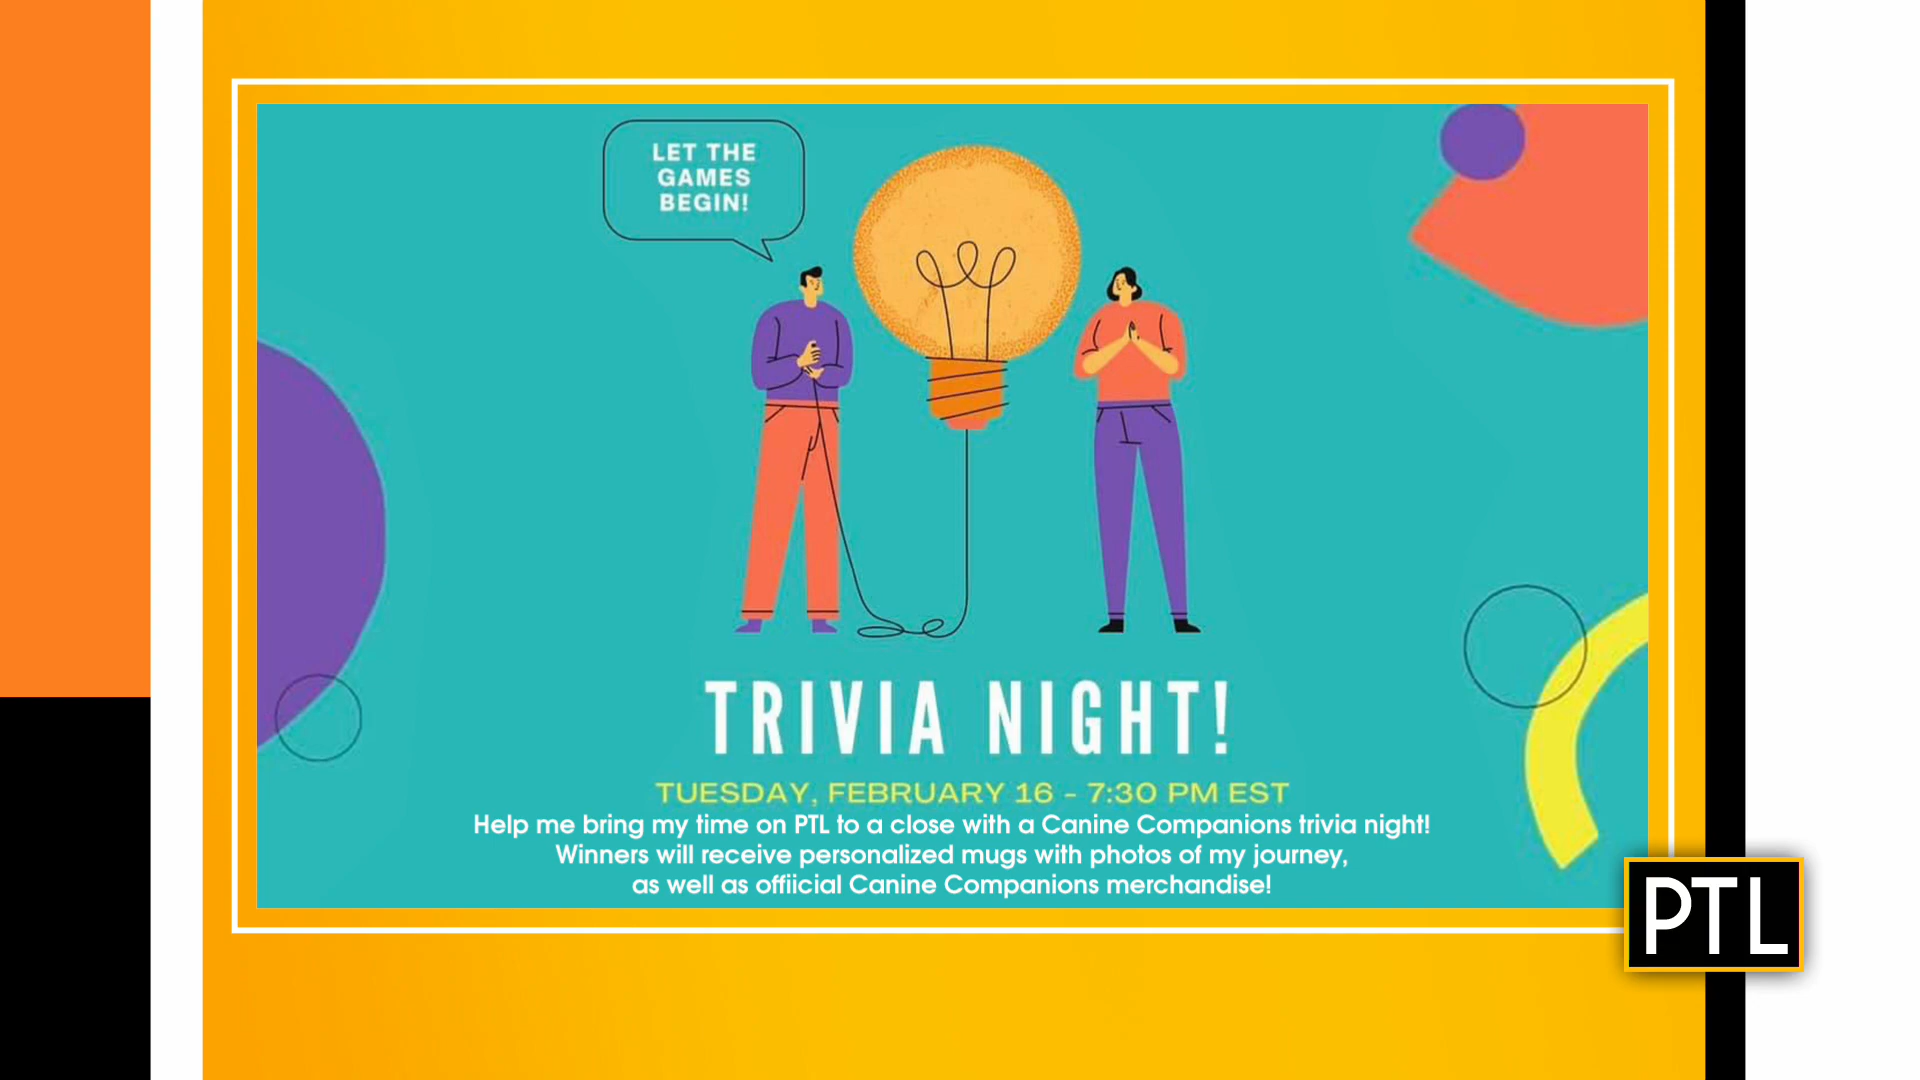 LET THE
GAMES
BEGIN!
TRIVIA NIGHT!
TUESDAY, FEBRUARY 16 - 7:30 PM EST
Help me bring my time on PTL to a close with a Canine Companions trivia night!
Winners will receive personalized mugs with photos of my journey,
as well as offiicial Canine Companions merchandise!
PTL